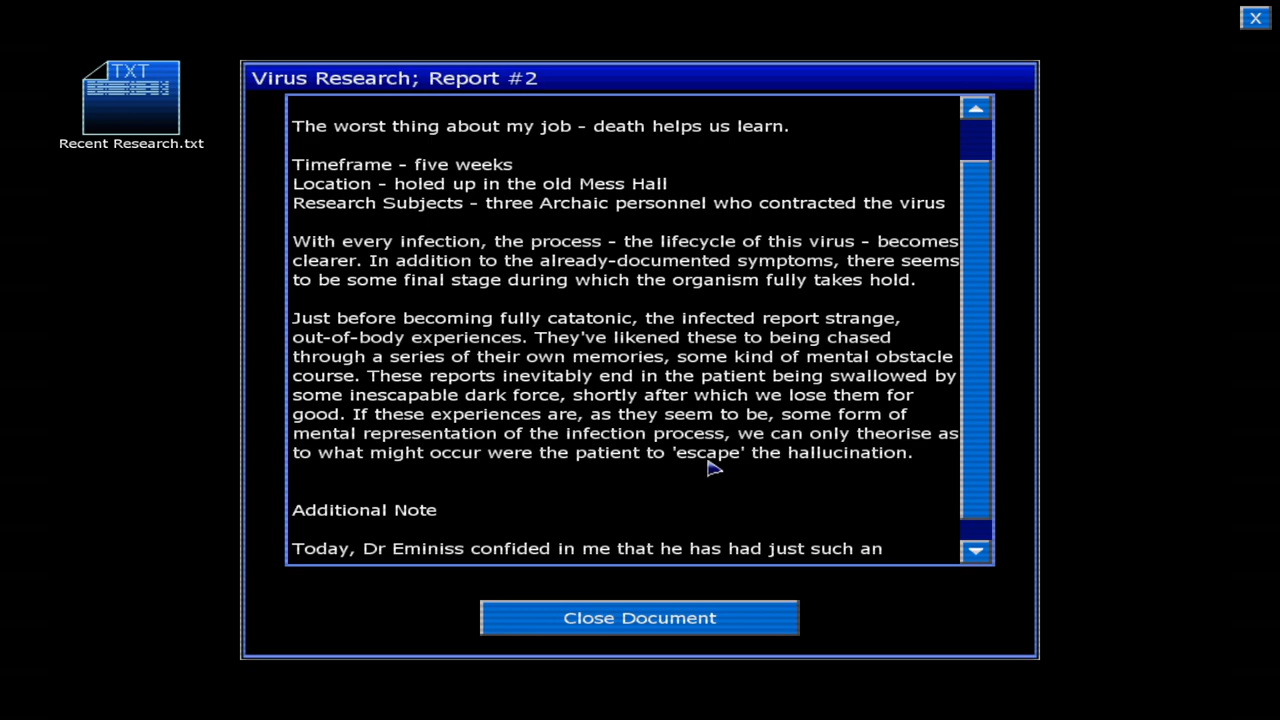 X
TXT
Recent Research.txt
Virus Research; Report #2
The worst thing about my job - death helps us learn.
Timeframe - five weeks
Location - holed up in the old Mess Hall
Research Subjects - three Archaic personnel who contracted the virus
With every infection, the process - the lifecycle of this virus - becomes
clearer. In addition to the already-documented symptoms, there seems
to be some final stage during which the organism fully takes hold.
Just before becoming fully catatonic, the infected report strange,
out-of-body experiences. They've likened these to being chased
through a series of their own memories, some kind of mental obstacle
course. These reports inevitably end in the patient being swallowed by
some inescapable dark force, shortly after which we lose them for
good. If these experiences are, as they seem to be, some form of
mental representation of the infection process, we can only theorise as
to what might occur were the patient to 'escape' the hallucination.
Additional Note
Today, Dr Eminiss confided in me that he has had just such an
Close Document